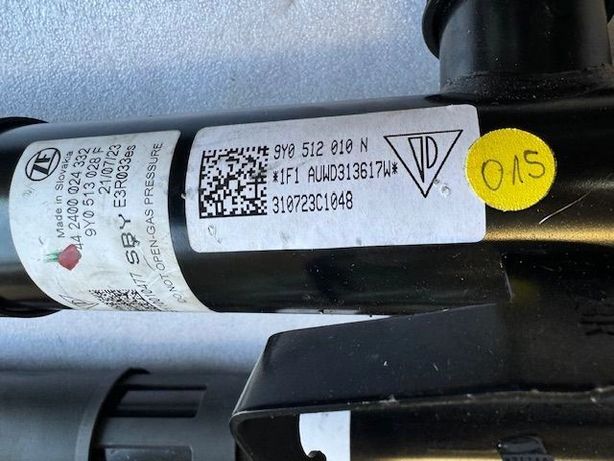 ZF
Made in Slovakia
44 2400 024 332
9Y0 513 028 F
21/07/23
SBY E3R033es
DO NOT OPEN-GAS PRESSURE
9Y0 512 010 N
*1F1 AUWD313617W*
310723C1048
D
015